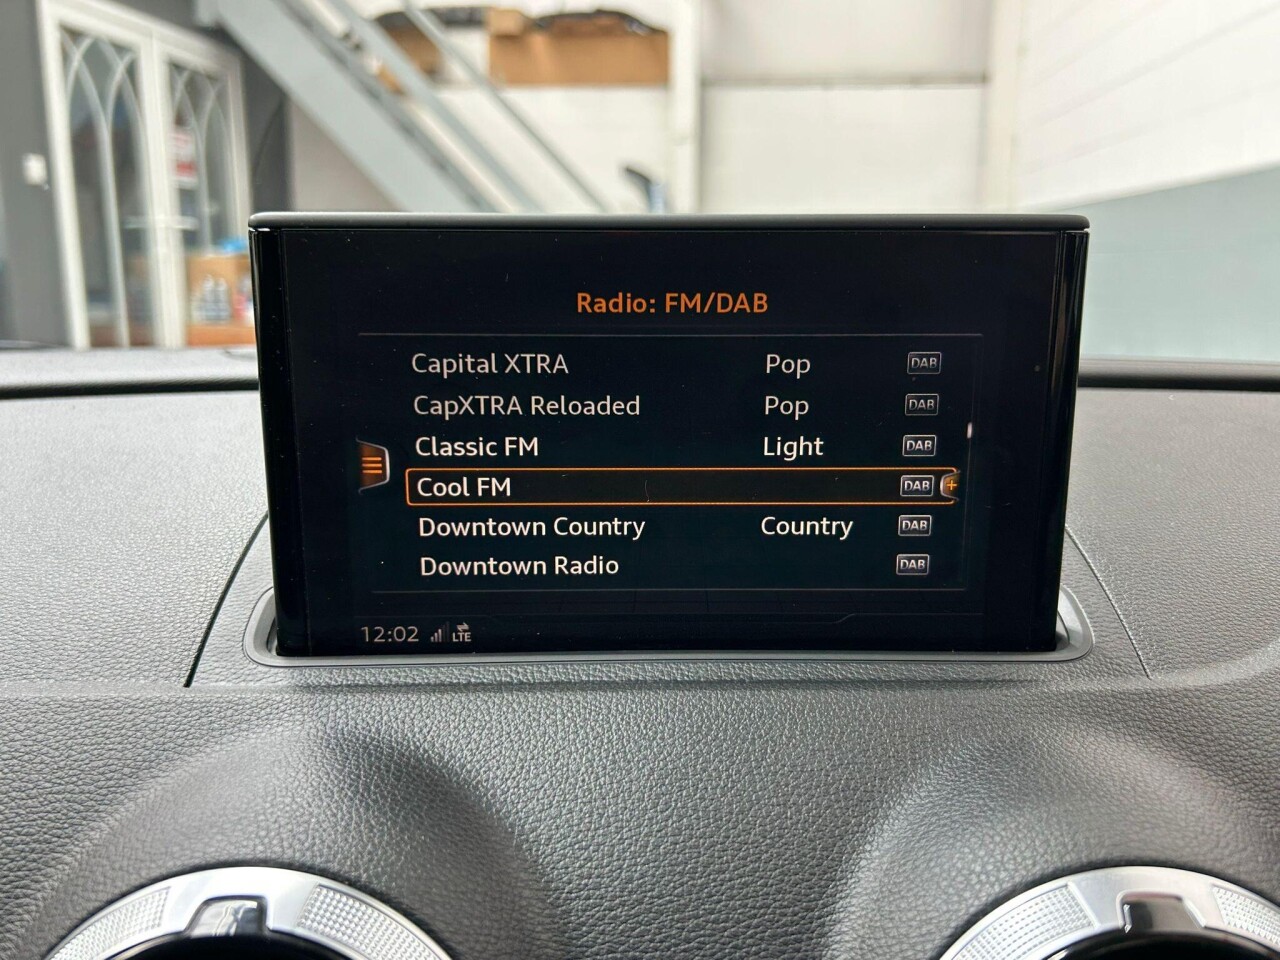 Radio: FM/DAB
Capital XTRA Pop DAB
CapXTRA Reloaded Pop DAB
Classic FM Light DAB
Cool FM DAB +
Downtown Country Country DAB
Downtown Radio DAB
12:02 LTE